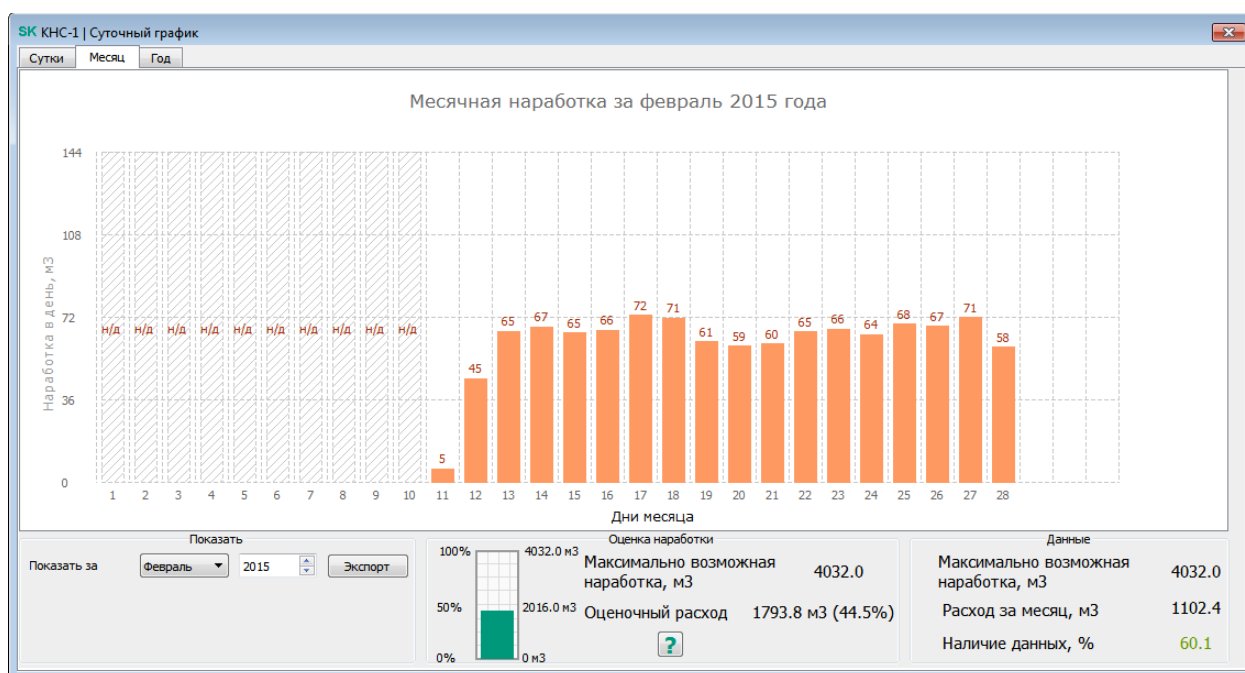 SK КНС-1 | Суточный график
Сутки Месяц Год
Месячная наработка за февраль 2015 года
Наработка в день, м3
144
108
72
36
0
н/д н/д н/д н/д н/д н/д н/д н/д н/д н/д
5 45 65 67 65 66 72 71 61 59 60 65 66 64 68 67 71 58
1 2 3 4 5 6 7 8 9 10 11 12 13 14 15 16 17 18 19 20 21 22 23 24 25 26 27 28
Дни месяца
Показать
Показать за Февраль 2015 Экспорт
Оценка наработки
100% 4032.0 м3
50% 2016.0 м3
0% 0 м3
Максимально возможная
наработка, м3 4032.0
Оценочный расход 1793.8 м3 (44.5%)
?
Данные
Максимально возможная
наработка, м3 4032.0
Расход за месяц, м3 1102.4
Наличие данных, % 60.1